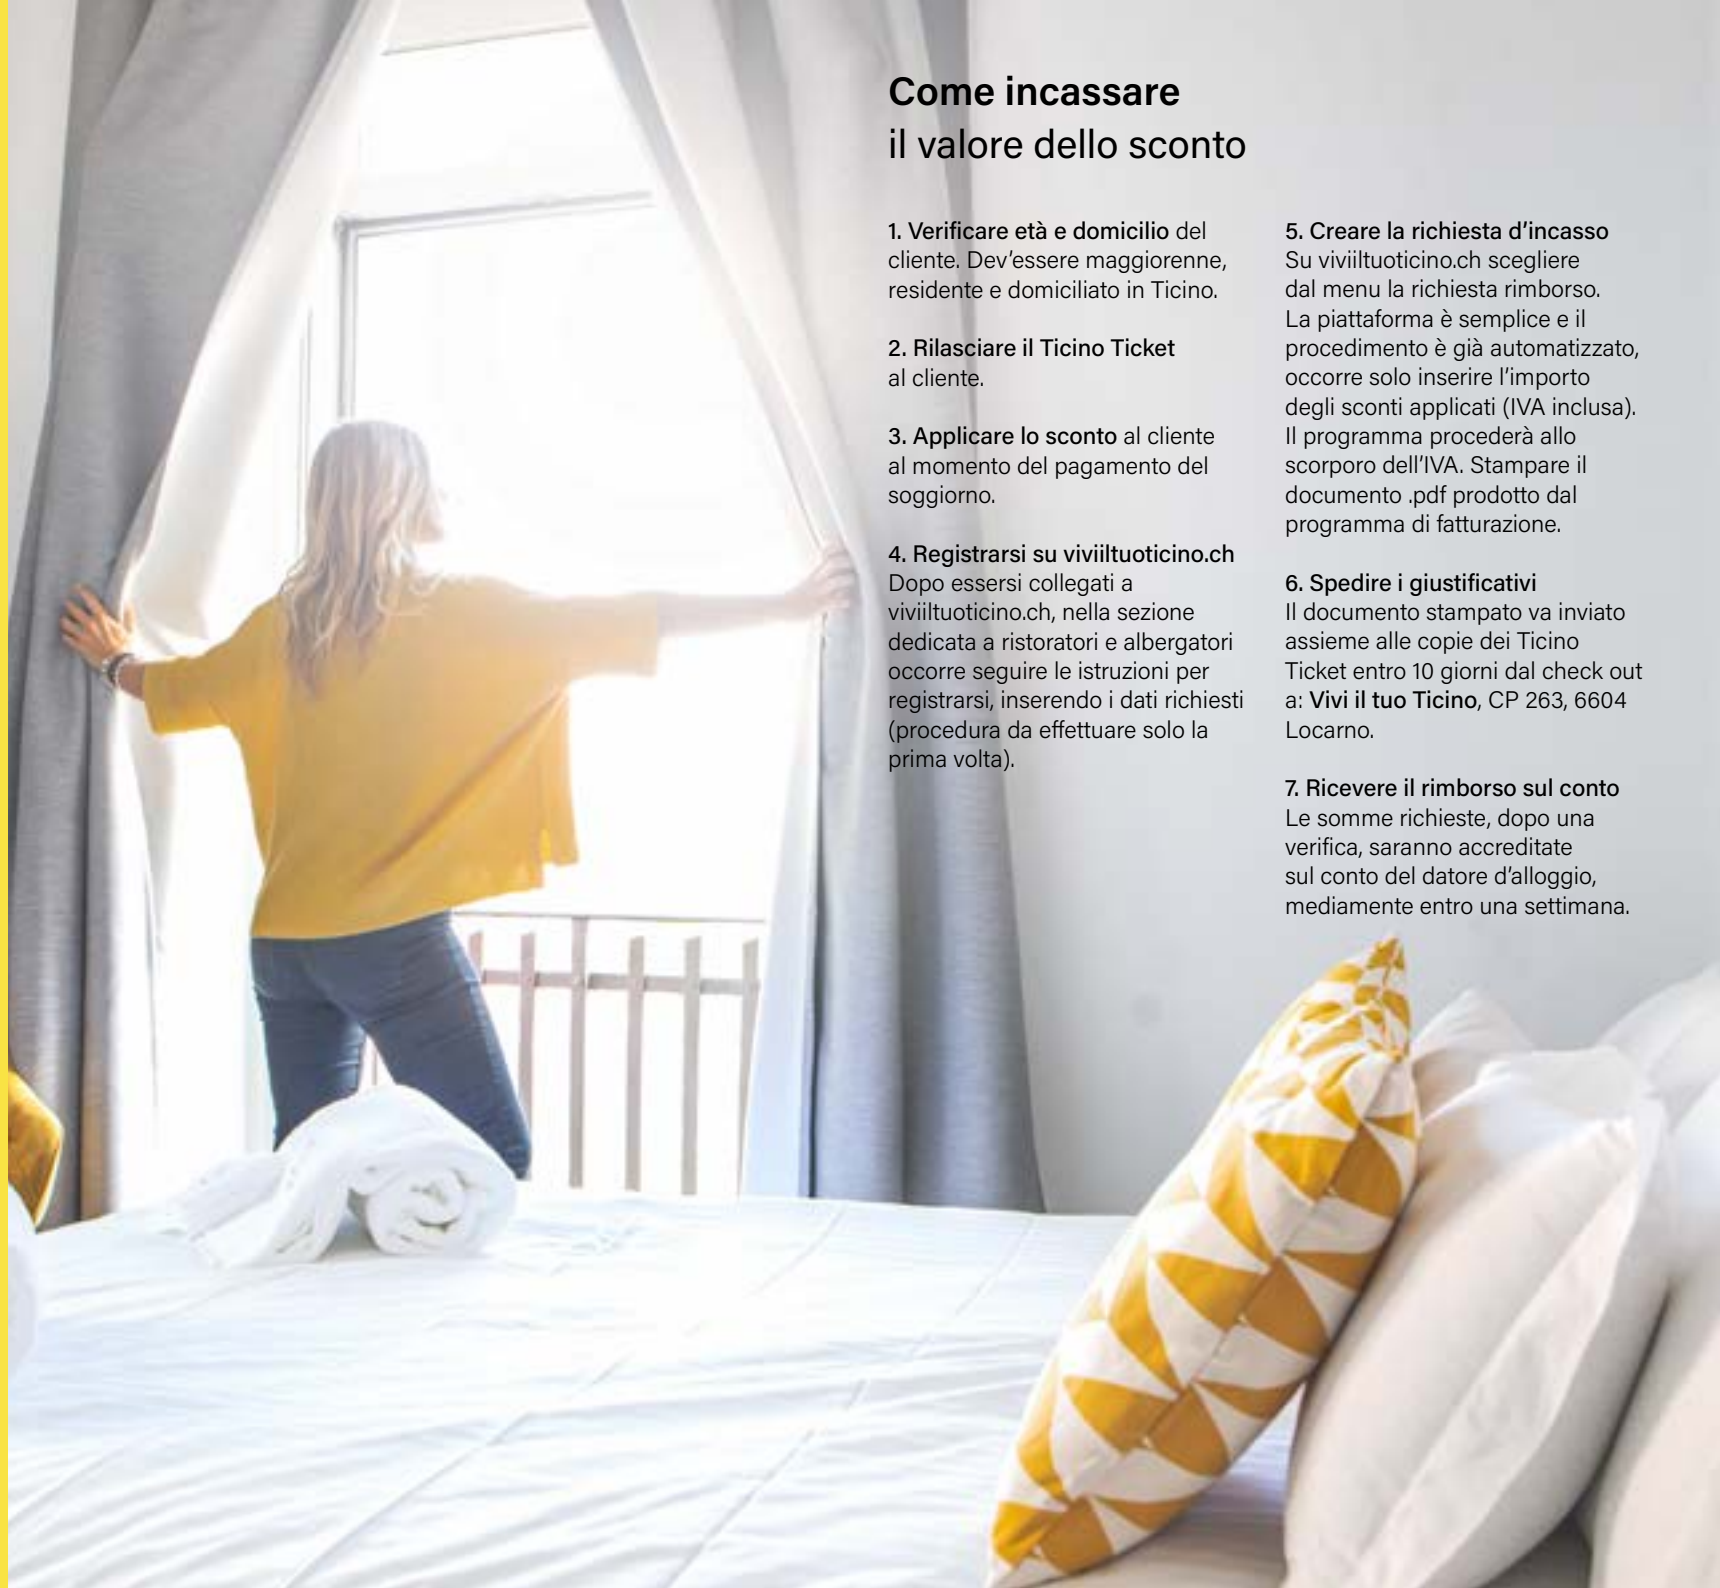 Come incassare
il valore dello sconto
1. Verificare età e domicilio del
cliente. Dev'essere maggiorenne,
residente e domiciliato in Ticino.
2. Rilasciare il Ticino Ticket
al cliente.
3. Applicare lo sconto al cliente
al momento del pagamento del
soggiorno.
4. Registrarsi su viviiltuoticino.ch
Dopo essersi collegati a
viviiltuoticino.ch, nella sezione
dedicata a ristoratori e albergatori
occorre seguire le istruzioni per
registrarsi, inserendo i dati richiesti
(procedura da effettuare solo la
prima volta).
5. Creare la richiesta d'incasso
Su viviiltuoticino.ch scegliere
dal menu la richiesta rimborso.
La piattaforma è semplice e il
procedimento è già automatizzato,
occorre solo inserire l'importo
degli sconti applicati (IVA inclusa).
Il programma procederà allo
scorporo dell'IVA. Stampare il
documento .pdf prodotto dal
programma di fatturazione.
6. Spedire i giustificativi
Il documento stampato va inviato
assieme alle copie dei Ticino
Ticket entro 10 giorni dal check out
a: Vivi il tuo Ticino, CP 263, 6604
Locarno.
7. Ricevere il rimborso sul conto
Le somme richieste, dopo una
verifica, saranno accreditate
sul conto del datore d'alloggio,
mediamente entro una settimana.